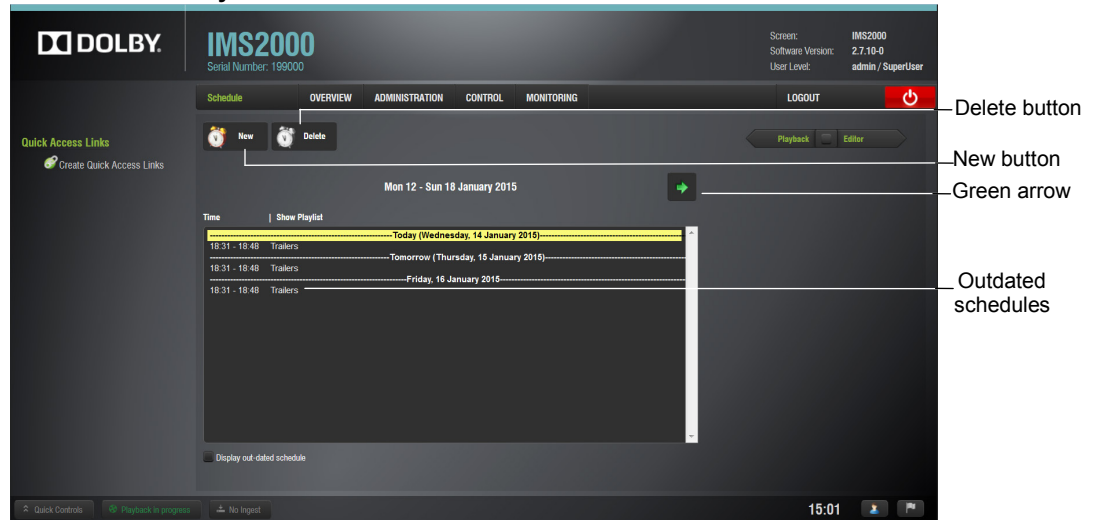 DOLBY.
IMS2000
Serial Number: 199000
Screen: IMS2000
Software Version: 2.7.10-0
User Level: admin / SuperUser
Schedule OVERVIEW ADMINISTRATION CONTROL MONITORING LOGOUT
Delete button
Quick Access Links
Create Quick Access Links
New Delete
Playback Editor
New button
Mon 12 - Sun 18 January 2015
Green arrow
Time | Show Playlist
Today (Wednesday, 14 January 2015)
18:31 - 18:48 Trailers
Tomorrow (Thursday, 15 January 2015)
18:31 - 18:48 Trailers
Friday, 16 January 2015
18:31 - 18:48 Trailers
Outdated
schedules
Display out-dated schedule
Quick Controls Playback in progress No Ingest 15:01